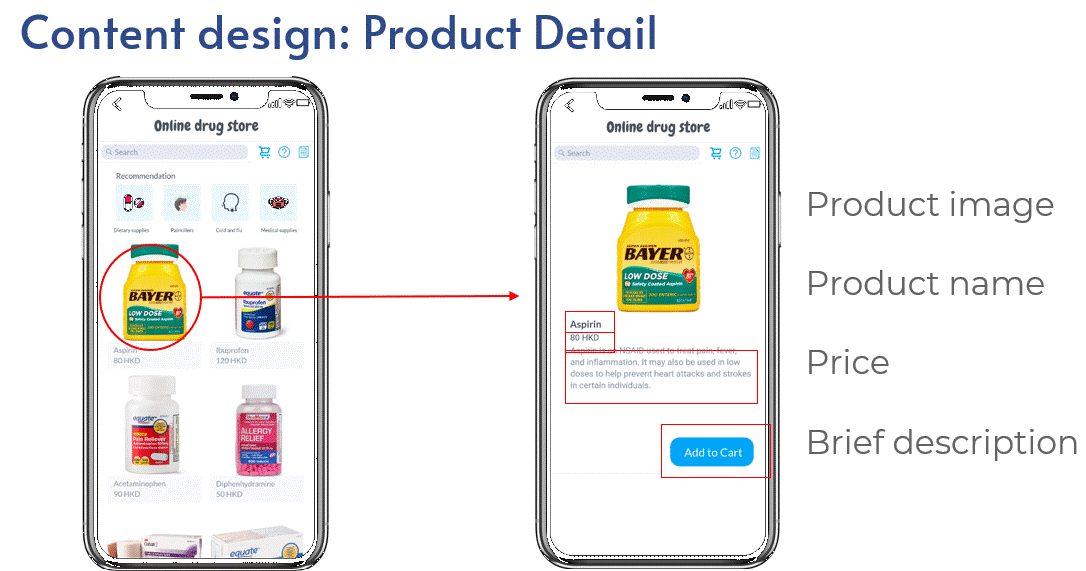 Content design: Product Detail
Online drug store
Search
Recommendation
Dietary supplies
Painkillers
Cord and flu
Medical supplies
BAYER
LOW DOSE
Safety Coated Aspirin
Aspirin
80 HKD
equate
Ibuprofen
Ibuprofen
120 HKD
equate
Pain Reliever
Acetaminophen
90 HKD
ALLERGY
RELIEF
Diphenhydramine
50 HKD
equate
Online drug store
Search
BAYER
LOW DOSE
Safety Coated Aspirin
Aspirin
80 HKD
Aspirin is an NSAID used to treat pain, fever,
and inflammation. It may also be used in low
doses to help prevent heart attacks and strokes
in certain individuals.
Add to Cart
Product image
Product name
Price
Brief description